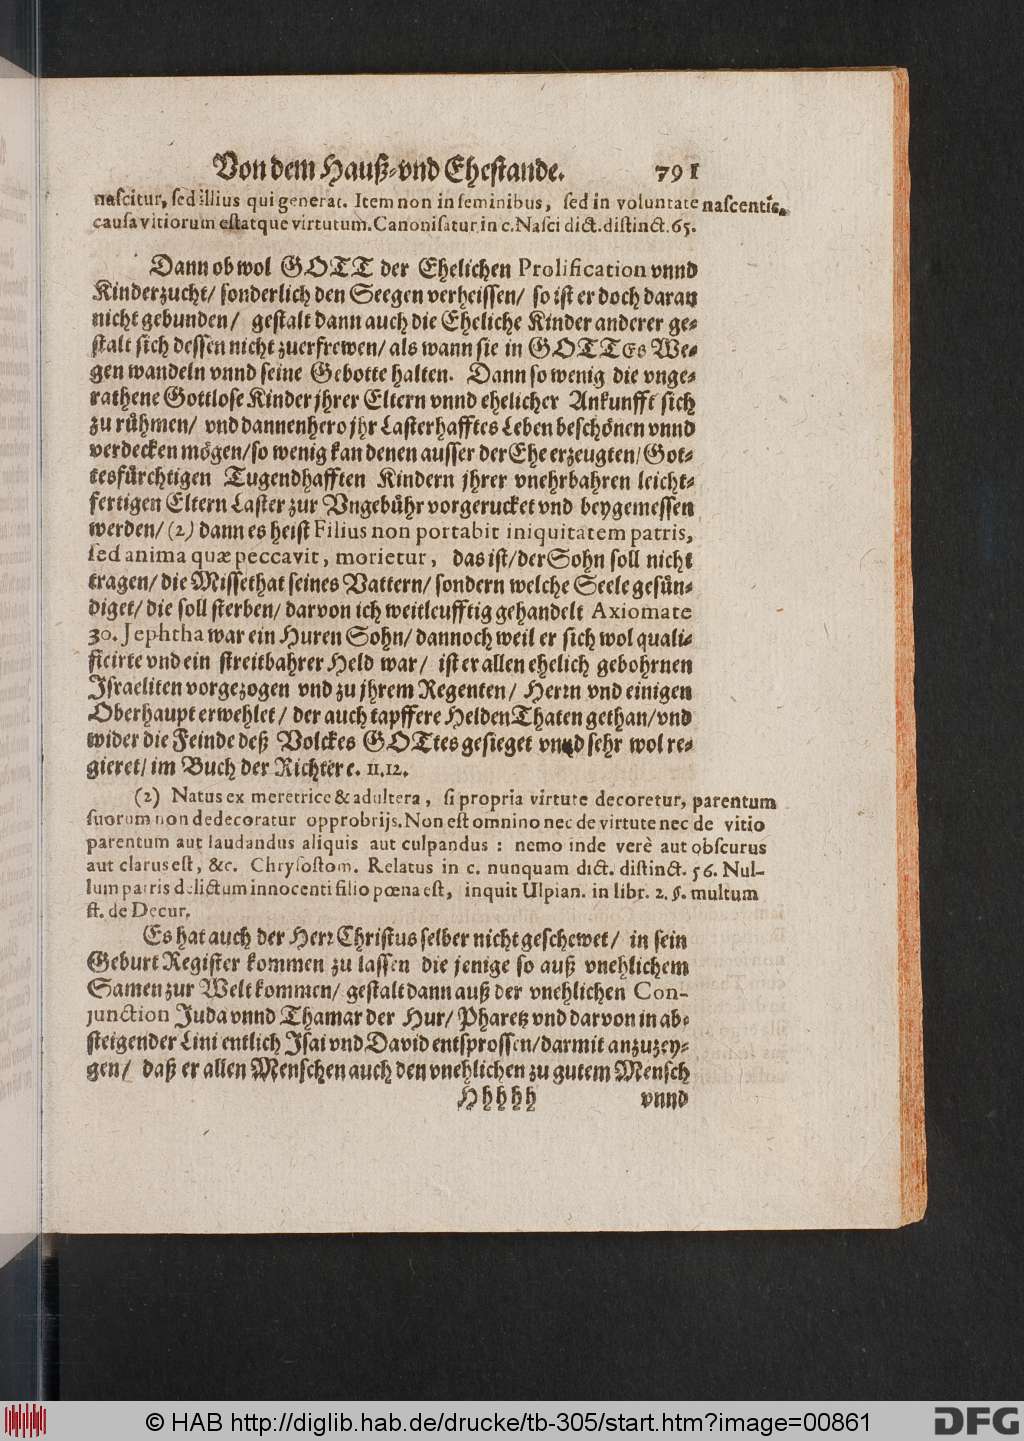 Von dem Hauß-vnd Ehestande. 791
nascitur, sed illius qui generat. Item non in seminibus, sed in voluntate nascentis,
causa vitiorum est atque virtutum. Canonisatur in c. Nasci dict. distinct. 65.
Dann ob wol GOTT der Ehelichen Prolification vnnd
Kinderzucht/ sonderlich den Seegen verheissen/ so ist er doch daran
nicht gebunden/ gestalt dann auch die Eheliche Kinder anderer ge-
stalt sich dessen nicht zuerfrewen/ als wann sie in GOTTEs We-
gen wandeln vnnd seine Gebotte halten. Dann so wenig die vnge-
rathene Gottlose Kinder jhrer Eltern vnnd ehelicher Ankunfft sich
zu rühmen/ vnd dannenhero jhr Lasterhafftes Leben beschönen vnnd
verdecken mögen/ so wenig kan denen ausser der Ehe erzeugten/ Got-
tesfürchtigen Tugendhafften Kindern jhrer vnehrbahren leicht-
fertigen Eltern Laster zur Vngebühr vorgerucket vnd beygemessen
werden/ (2) dann es heist Filius non portabit iniquitatem patris,
sed anima quæ peccavit, morietur, das ist/ der Sohn soll nicht
tragen/ die Missethat seines Vattern/ sondern welche Seele gesün-
diget/ die soll sterben/ darvon ich weitleufftig gehandelt Axiomate
30. Jephtha war ein Huren Sohn/ dannoch weil er sich wol quali-
ficirte vnd ein streitbahrer Held war/ ist er allen ehelich gebohrnen
Israeliten vorgezogen vnd zu jhrem Regenten/ Herrn vnd einigen
Oberhaupt erwehlet/ der auch tapffere Helden Thaten gethan/ vnd
wider die Feinde deß Volckes GOTtes gesieget vnnd sehr wol re-
gieret/ im Buch der Richter c. 11.12.
(2) Natus ex meretrice & adultera, si propria virtute decoretur, parentum
suorum non dedecoratur opprobrijs. Non est omnino nec de virtute nec de vitio
parentum aut laudandus aliquis aut culpandus : nemo inde verè aut obscurus
aut clarus est, &c. Chrysostom. Relatus in c. nunquam dict. distinct. 56. Nul-
lum patris delictum innocenti filio pœna est, inquit Ulpian. in libr. 2. §. multum
ff. de Decur.
Es hat auch der Herr Christus selber nicht geschewet/ in sein
Geburt Register kommen zu lassen die jenige so auß vnehlichem
Samen zur Welt kommen/ gestalt dann auß der vnehlichen Con-
junction Juda vnnd Thamar der Hur/ Pharetz vnd darvon in ab-
steigender Lini entlich Isai vnd David entsprossen/ darmit anzuzey-
gen/ daß er allen Menschen auch den vnehlichen zu gutem Mensch
Hhhhh vnnd
© HAB http://diglib.hab.de/drucke/tb-305/start.htm?image=00861 DFG